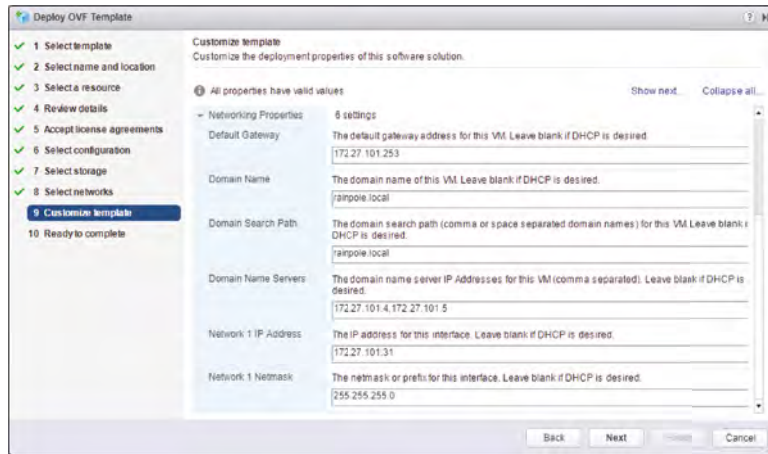 Deploy OVF Template
1 Select template
2 Select name and location
3 Select a resource
4 Review details
5 Accept license agreements
6 Select configuration
7 Select storage
8 Select networks
9 Customize template
10 Ready to complete
Customize template
Customize the deployment properties of this software solution.
All properties have valid values
Show next...
Collapse all...
Networking Properties
6 settings
Default Gateway
The default gateway address for this VM. Leave blank if DHCP is desired.
172.27.101.253
Domain Name
The domain name of this VM. Leave blank if DHCP is desired.
rainpole.local
Domain Search Path
The domain search path (comma or space separated domain names) for this VM. Leave blank i
DHCP is desired.
rainpole.local
Domain Name Servers
The domain name server IP Addresses for this VM (comma separated). Leave blank if DHCP is
desired.
172.27.101.4,172.27.101.5
Network 1 IP Address
The IP address for this interface. Leave blank if DHCP is desired.
172.27.101.31
Network 1 Netmask
The netmask or prefix for this interface. Leave blank if DHCP is desired.
255.255.255.0
Back
Next
Cancel